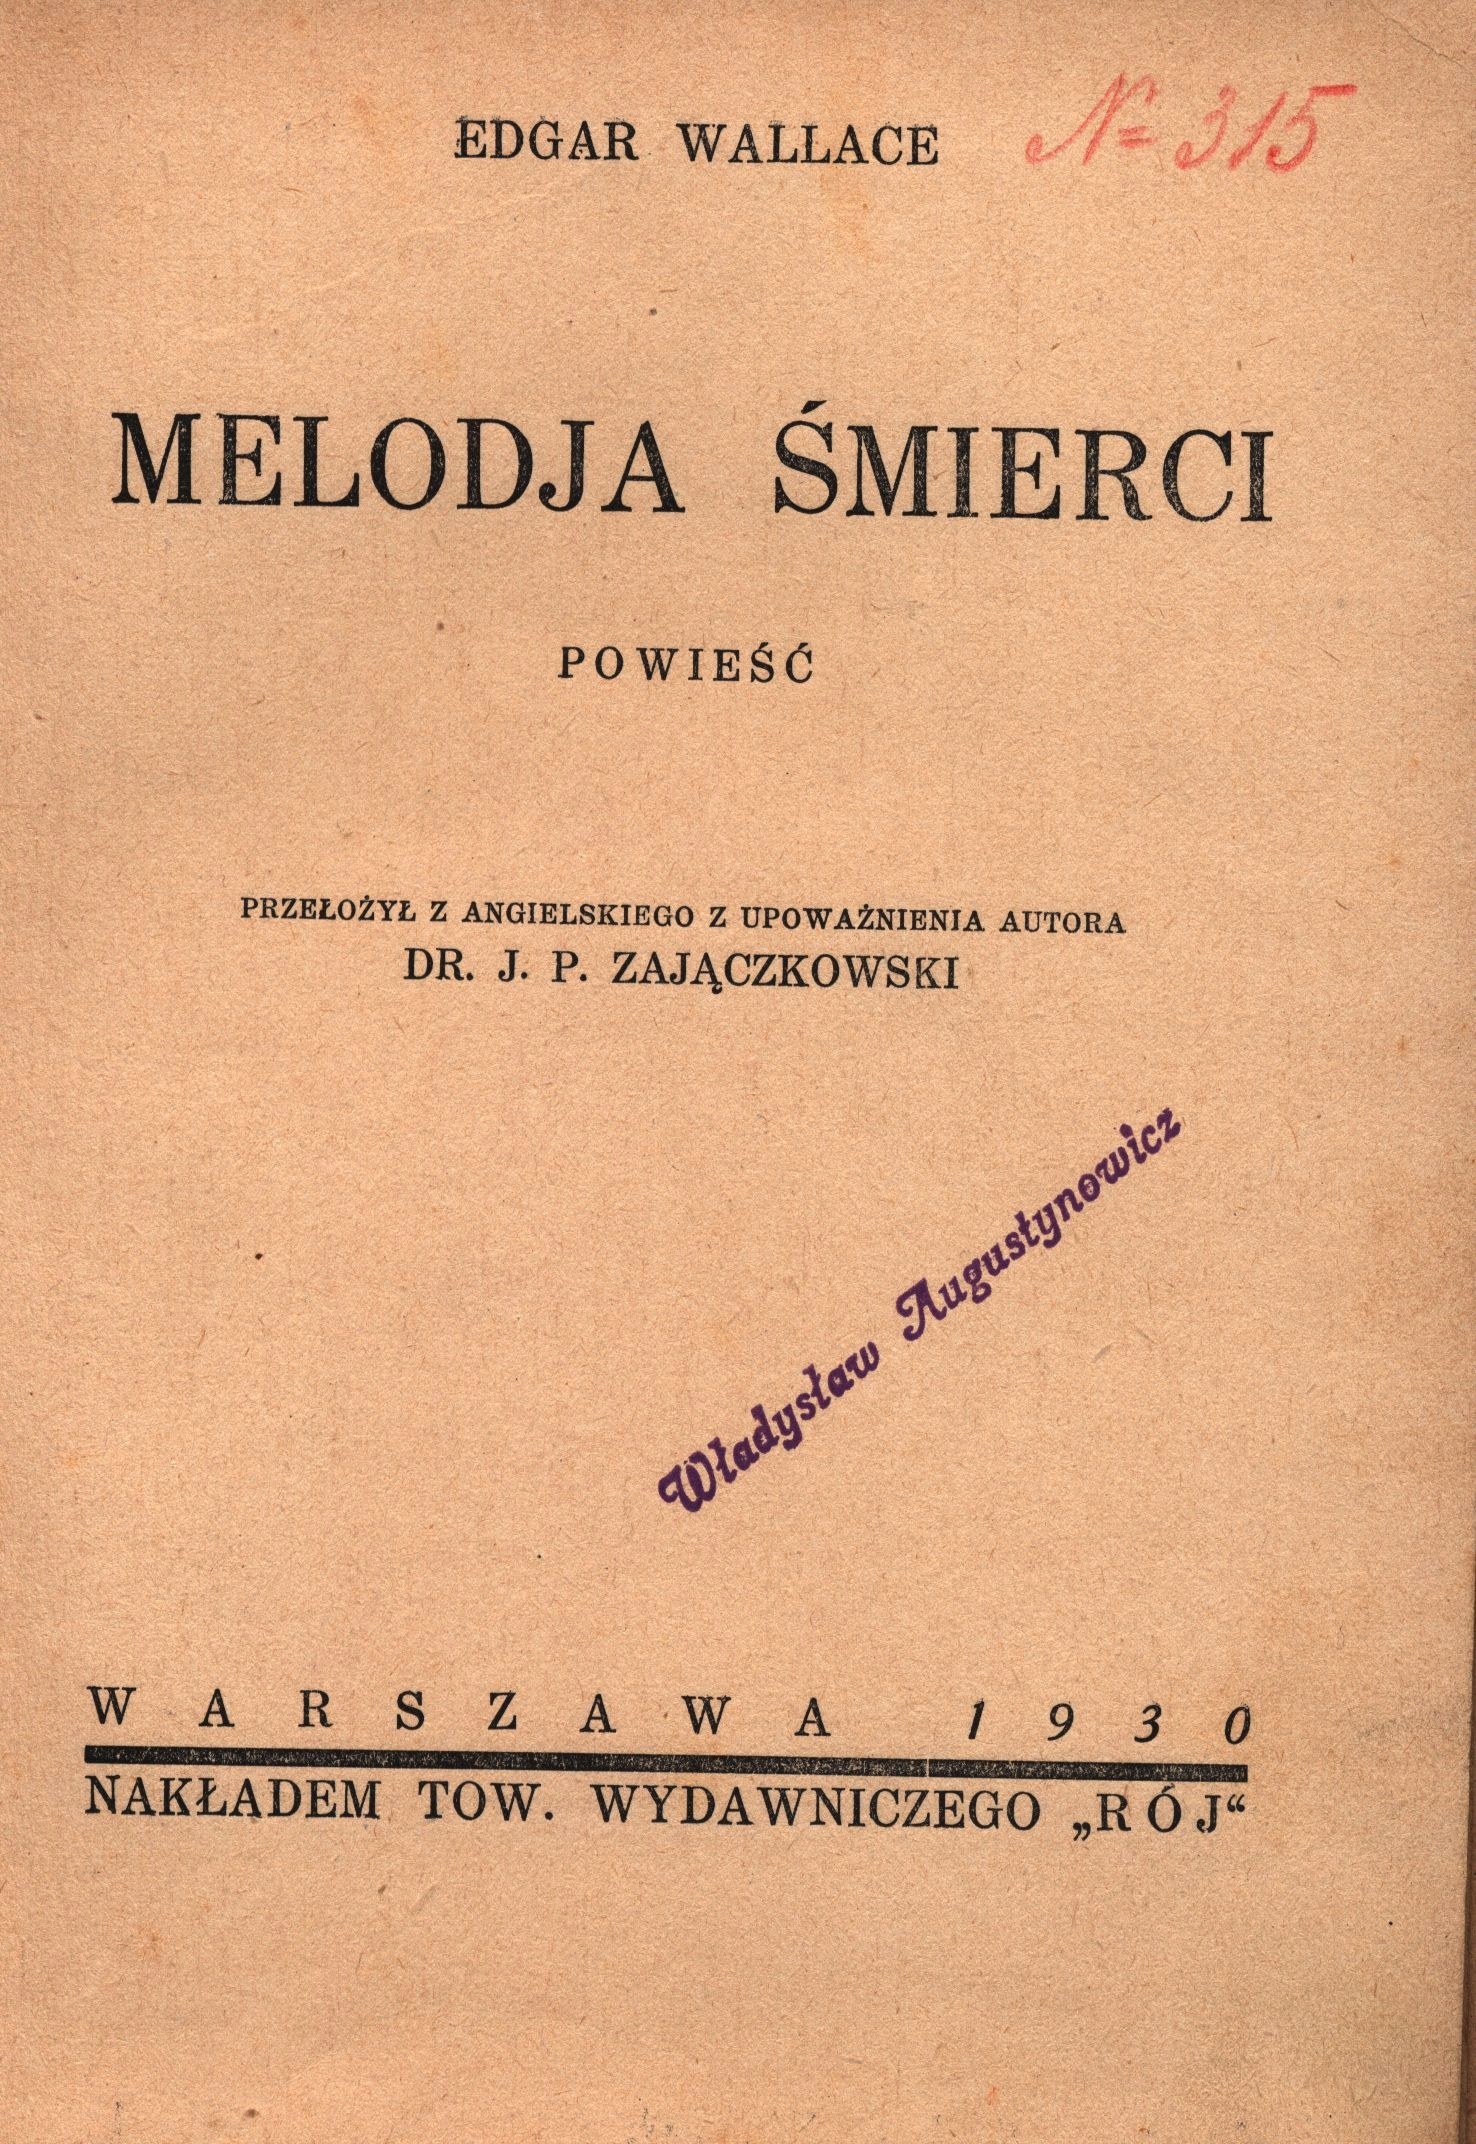 EDGAR WALLACE
№ 315
MELODJA ŚMIERCI
POWIEŚĆ
PRZEŁOŻYŁ Z ANGIELSKIEGO Z UPOWAŻNIENIA AUTORA
DR. J. P. ZAJĄCZKOWSKI
Władysław Augustynowicz
WARSZAWA 1930
NAKŁADEM TOW. WYDAWNICZEGO „RÓJ“